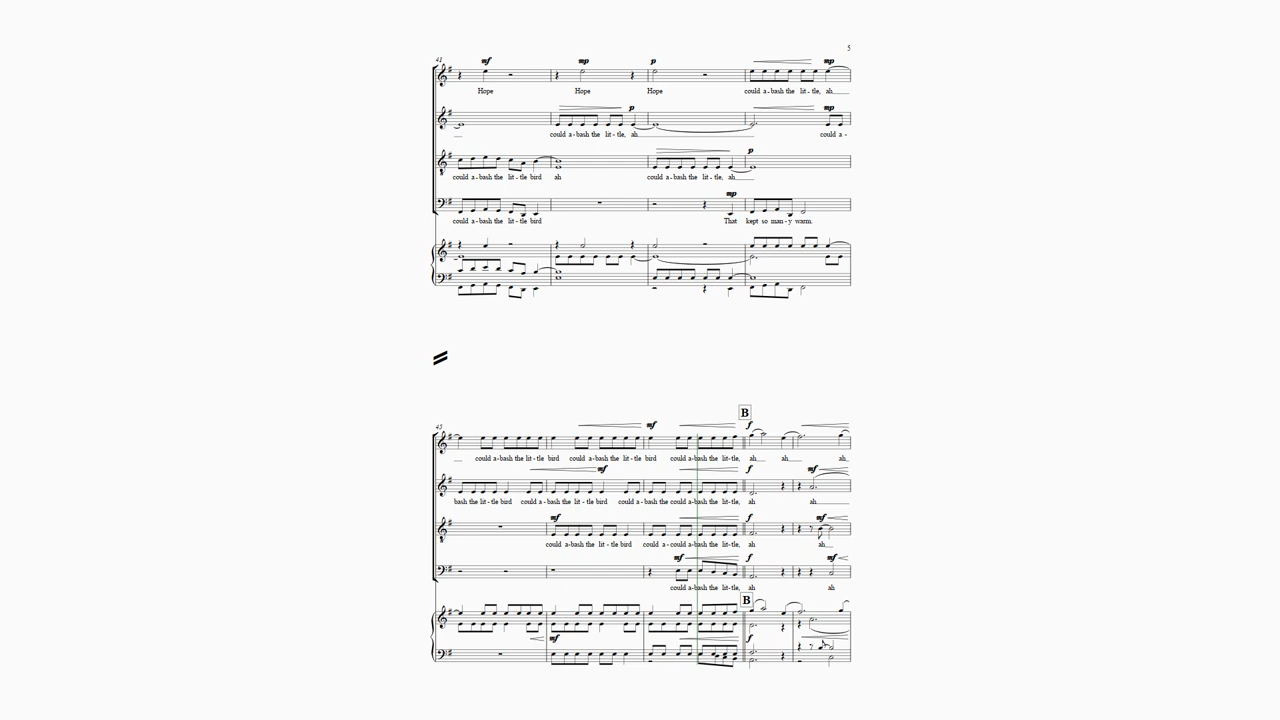 5
41
mf mp p mp
Hope Hope Hope could a-bash the lit-tle, ah
p mp
could a-bash the lit-tle, ah could a-
p
could a-bash the lit-tle bird ah could a-bash the lit-tle, ah
mp
could a-bash the lit-tle bird That kept so man-y warm.
B
45
mf f
could a-bash the lit-tle bird could a-bash the lit-tle bird could a-bash the lit-tle, ah ah ah
mf f mf
bash the lit-tle bird could a-bash the lit-tle bird could a-bash the could a-bash the lit-tle, ah ah
mf f mf
could a-bash the lit-tle bird could a-could a-bash the lit-tle, ah ah
mf f mf
could a-bash the lit-tle, ah ah
B
mf f